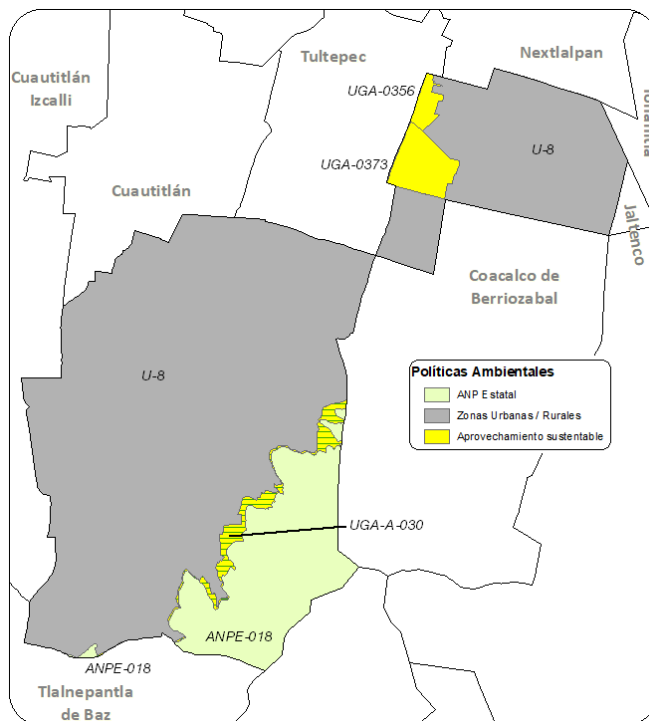 Tultepec
Nextlalpan
Cuautitlán
Izcalli
UGA-0356
U-8
UGA-0373
Cuautitlán
Jaltenco
Coacalco de
Berriozabal
U-8
Políticas Ambientales
ANP Estatal
Zonas Urbanas / Rurales
Aprovechamiento sustentable
UGA-A-030
ANPE-018
ANPE-018
Tlalnepantla
de Baz